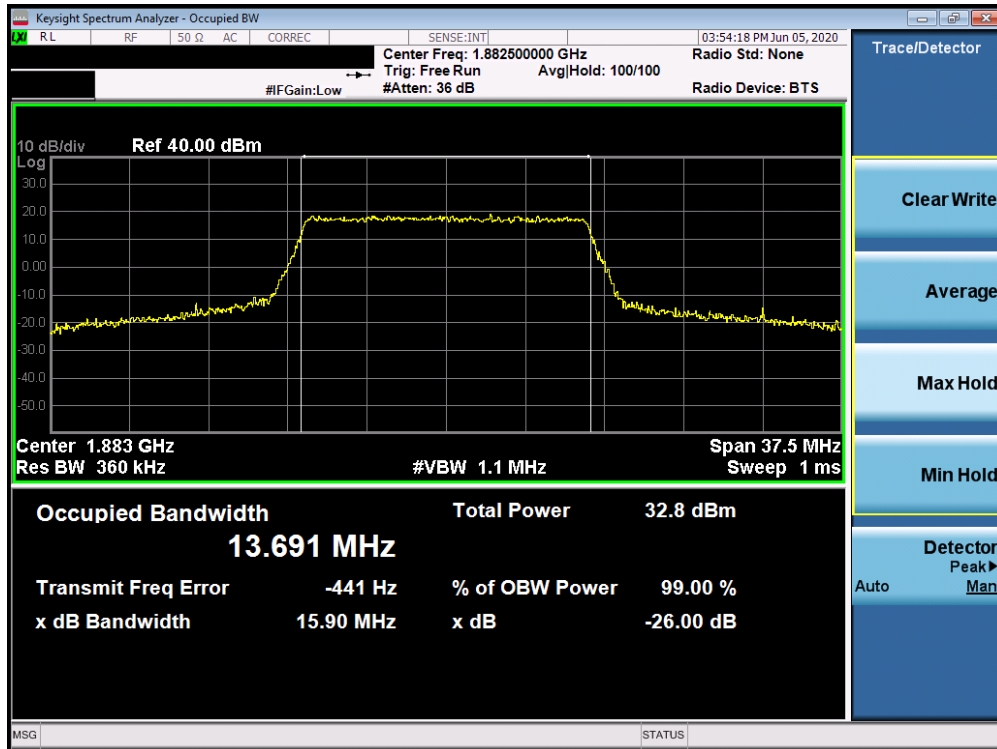 Keysight Spectrum Analyzer - Occupied BW
LXI RL RF 50 Ω AC CORREC SENSE:INT 03:54:18 PM Jun 05, 2020
Center Freq: 1.882500000 GHz Radio Std: None
Trig: Free Run Avg|Hold: 100/100
#IFGain:Low #Atten: 36 dB Radio Device: BTS
Trace/Detector
10 dB/div Ref 40.00 dBm
Log
30.0
20.0
10.0
0.00
-10.0
-20.0
-30.0
-40.0
-50.0
Center 1.883 GHz Span 37.5 MHz
Res BW 360 kHz #VBW 1.1 MHz Sweep 1 ms
Occupied Bandwidth Total Power 32.8 dBm
13.691 MHz
Transmit Freq Error -441 Hz % of OBW Power 99.00 %
x dB Bandwidth 15.90 MHz x dB -26.00 dB
Clear Write
Average
Max Hold
Min Hold
Detector
Peak▶
Auto Man
MSG STATUS